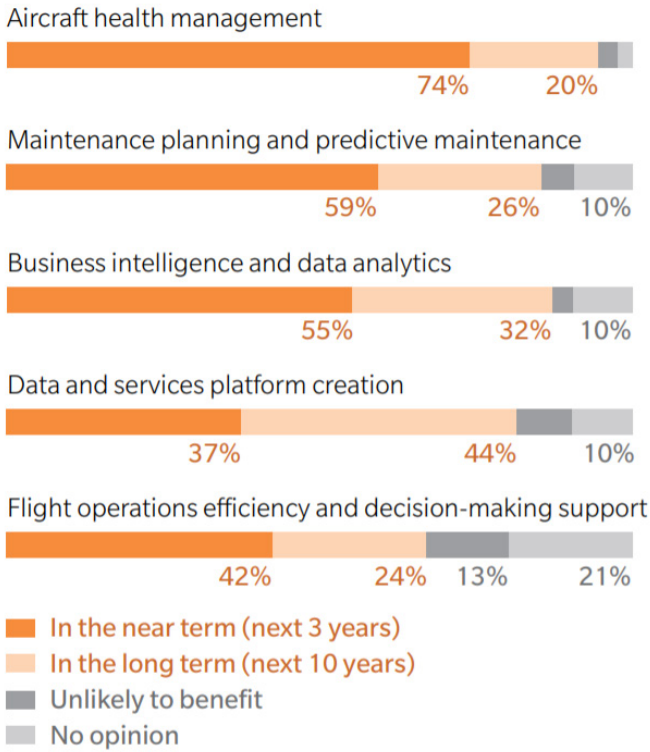 Aircraft health management
74% 20%
Maintenance planning and predictive maintenance
59% 26% 10%
Business intelligence and data analytics
55% 32% 10%
Data and services platform creation
37% 44% 10%
Flight operations efficiency and decision-making support
42% 24% 13% 21%
In the near term (next 3 years)
In the long term (next 10 years)
Unlikely to benefit
No opinion